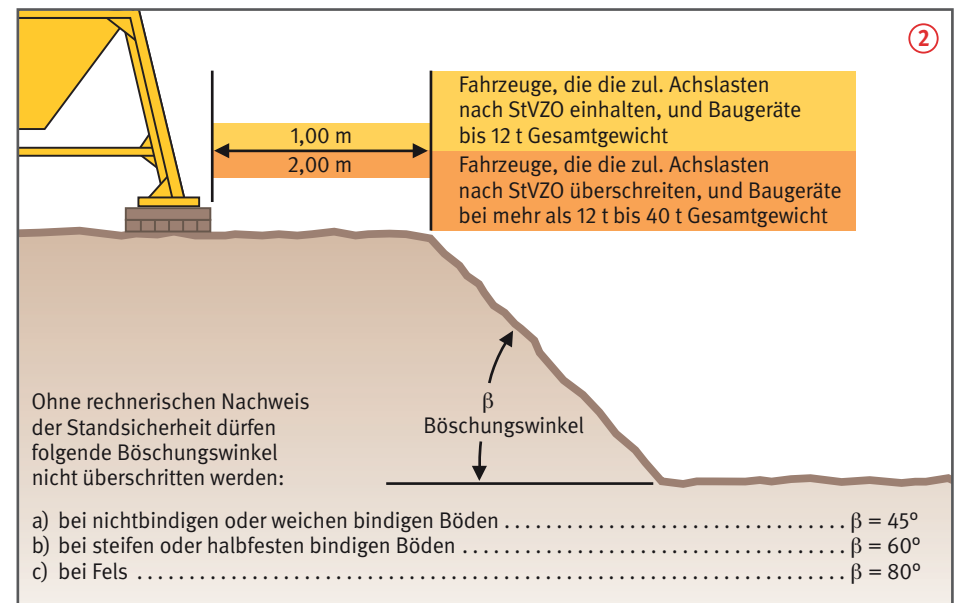 2
Fahrzeuge, die die zul. Achslasten
nach StVZO einhalten, und Baugeräte
bis 12 t Gesamtgewicht
1,00 m
2,00 m
Fahrzeuge, die die zul. Achslasten
nach StVZO überschreiten, und Baugeräte
bei mehr als 12 t bis 40 t Gesamtgewicht
β
Böschungswinkel
Ohne rechnerischen Nachweis
der Standsicherheit dürfen
folgende Böschungswinkel
nicht überschritten werden:
a) bei nichtbindigen oder weichen bindigen Böden . . . . . . . . . . . . . . . . . . . . . . . . . . . . . . . . . . β = 45°
b) bei steifen oder halbfesten bindigen Böden . . . . . . . . . . . . . . . . . . . . . . . . . . . . . . . . . . . . . . β = 60°
c) bei Fels . . . . . . . . . . . . . . . . . . . . . . . . . . . . . . . . . . . . . . . . . . . . . . . . . . . . . . . . . . . . . . . . . . . . . . β = 80°